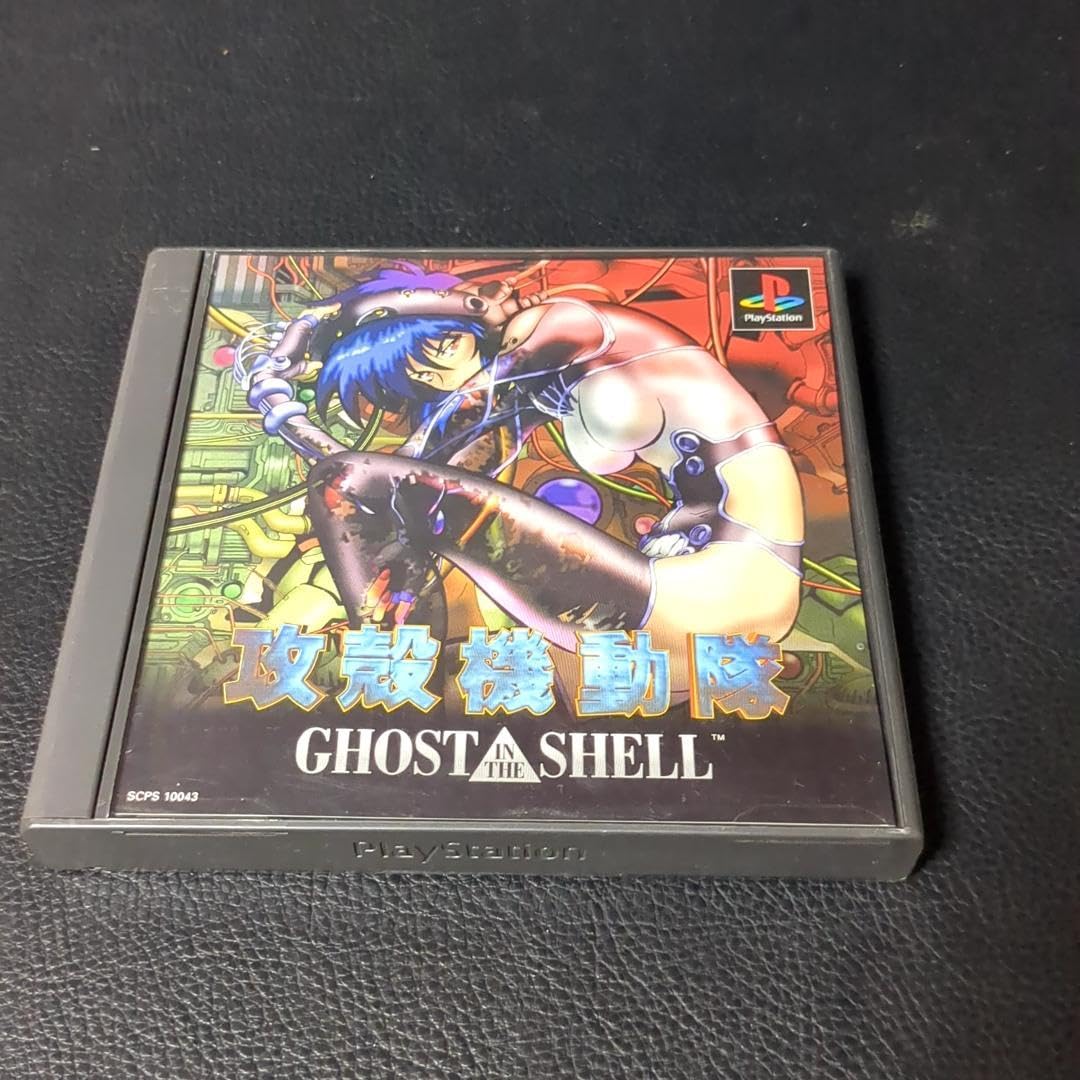 PlayStation
攻殻機動隊
GHOST IN THE SHELL™
SCPS 10043
PlayStation